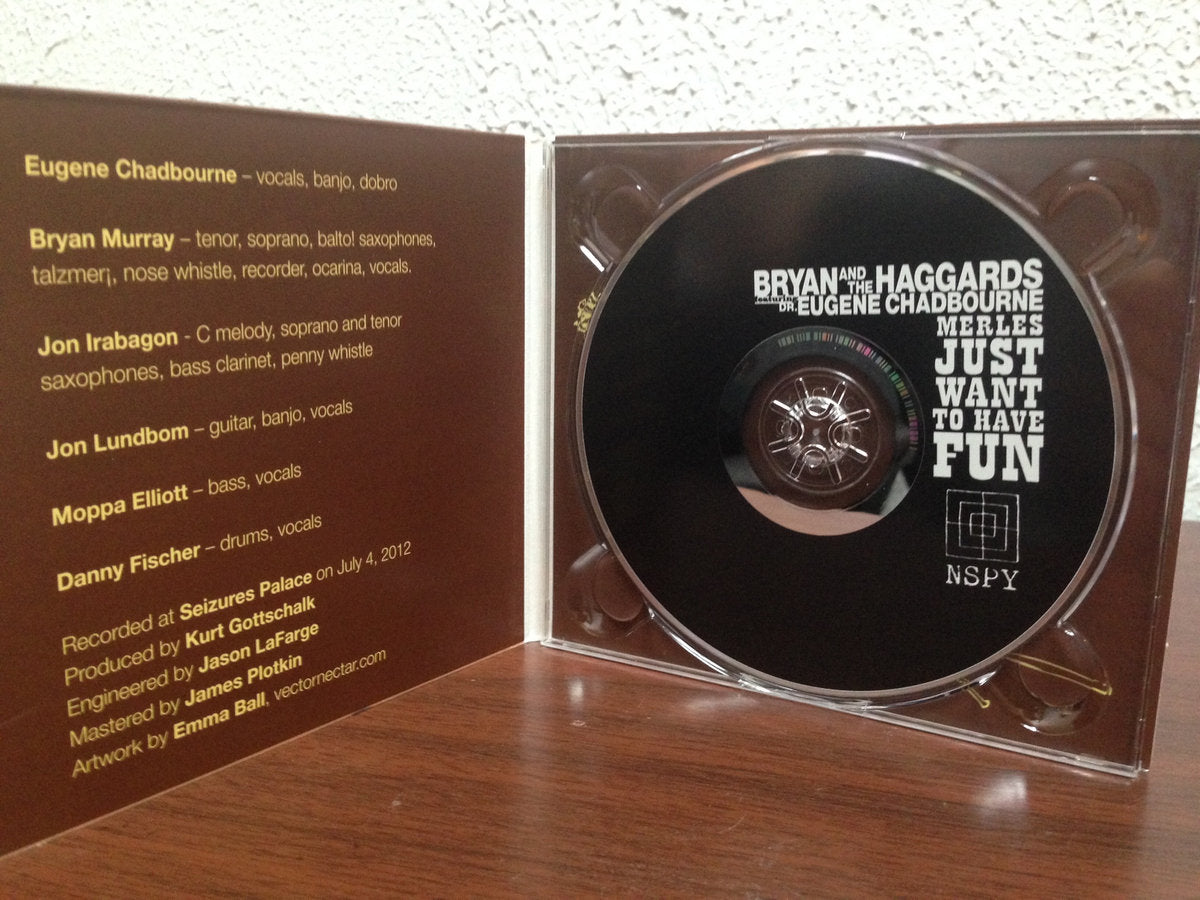 Eugene Chadbourne – vocals, banjo, dobro
Bryan Murray – tenor, soprano, balto! saxophones,
talzmer¡, nose whistle, recorder, ocarina, vocals.
Jon Irabagon - C melody, soprano and tenor
saxophones, bass clarinet, penny whistle
Jon Lundbom – guitar, banjo, vocals
Moppa Elliott – bass, vocals
Danny Fischer – drums, vocals
Recorded at Seizures Palace on July 4, 2012
Produced by Kurt Gottschalk
Engineered by Jason LaFarge
Mastered by James Plotkin
Artwork by Emma Ball, vectornectar.com
BRYAN AND THE HAGGARDS
featuring DR. EUGENE CHADBOURNE
MERLES
JUST
WANT
TO HAVE
FUN
NSPY